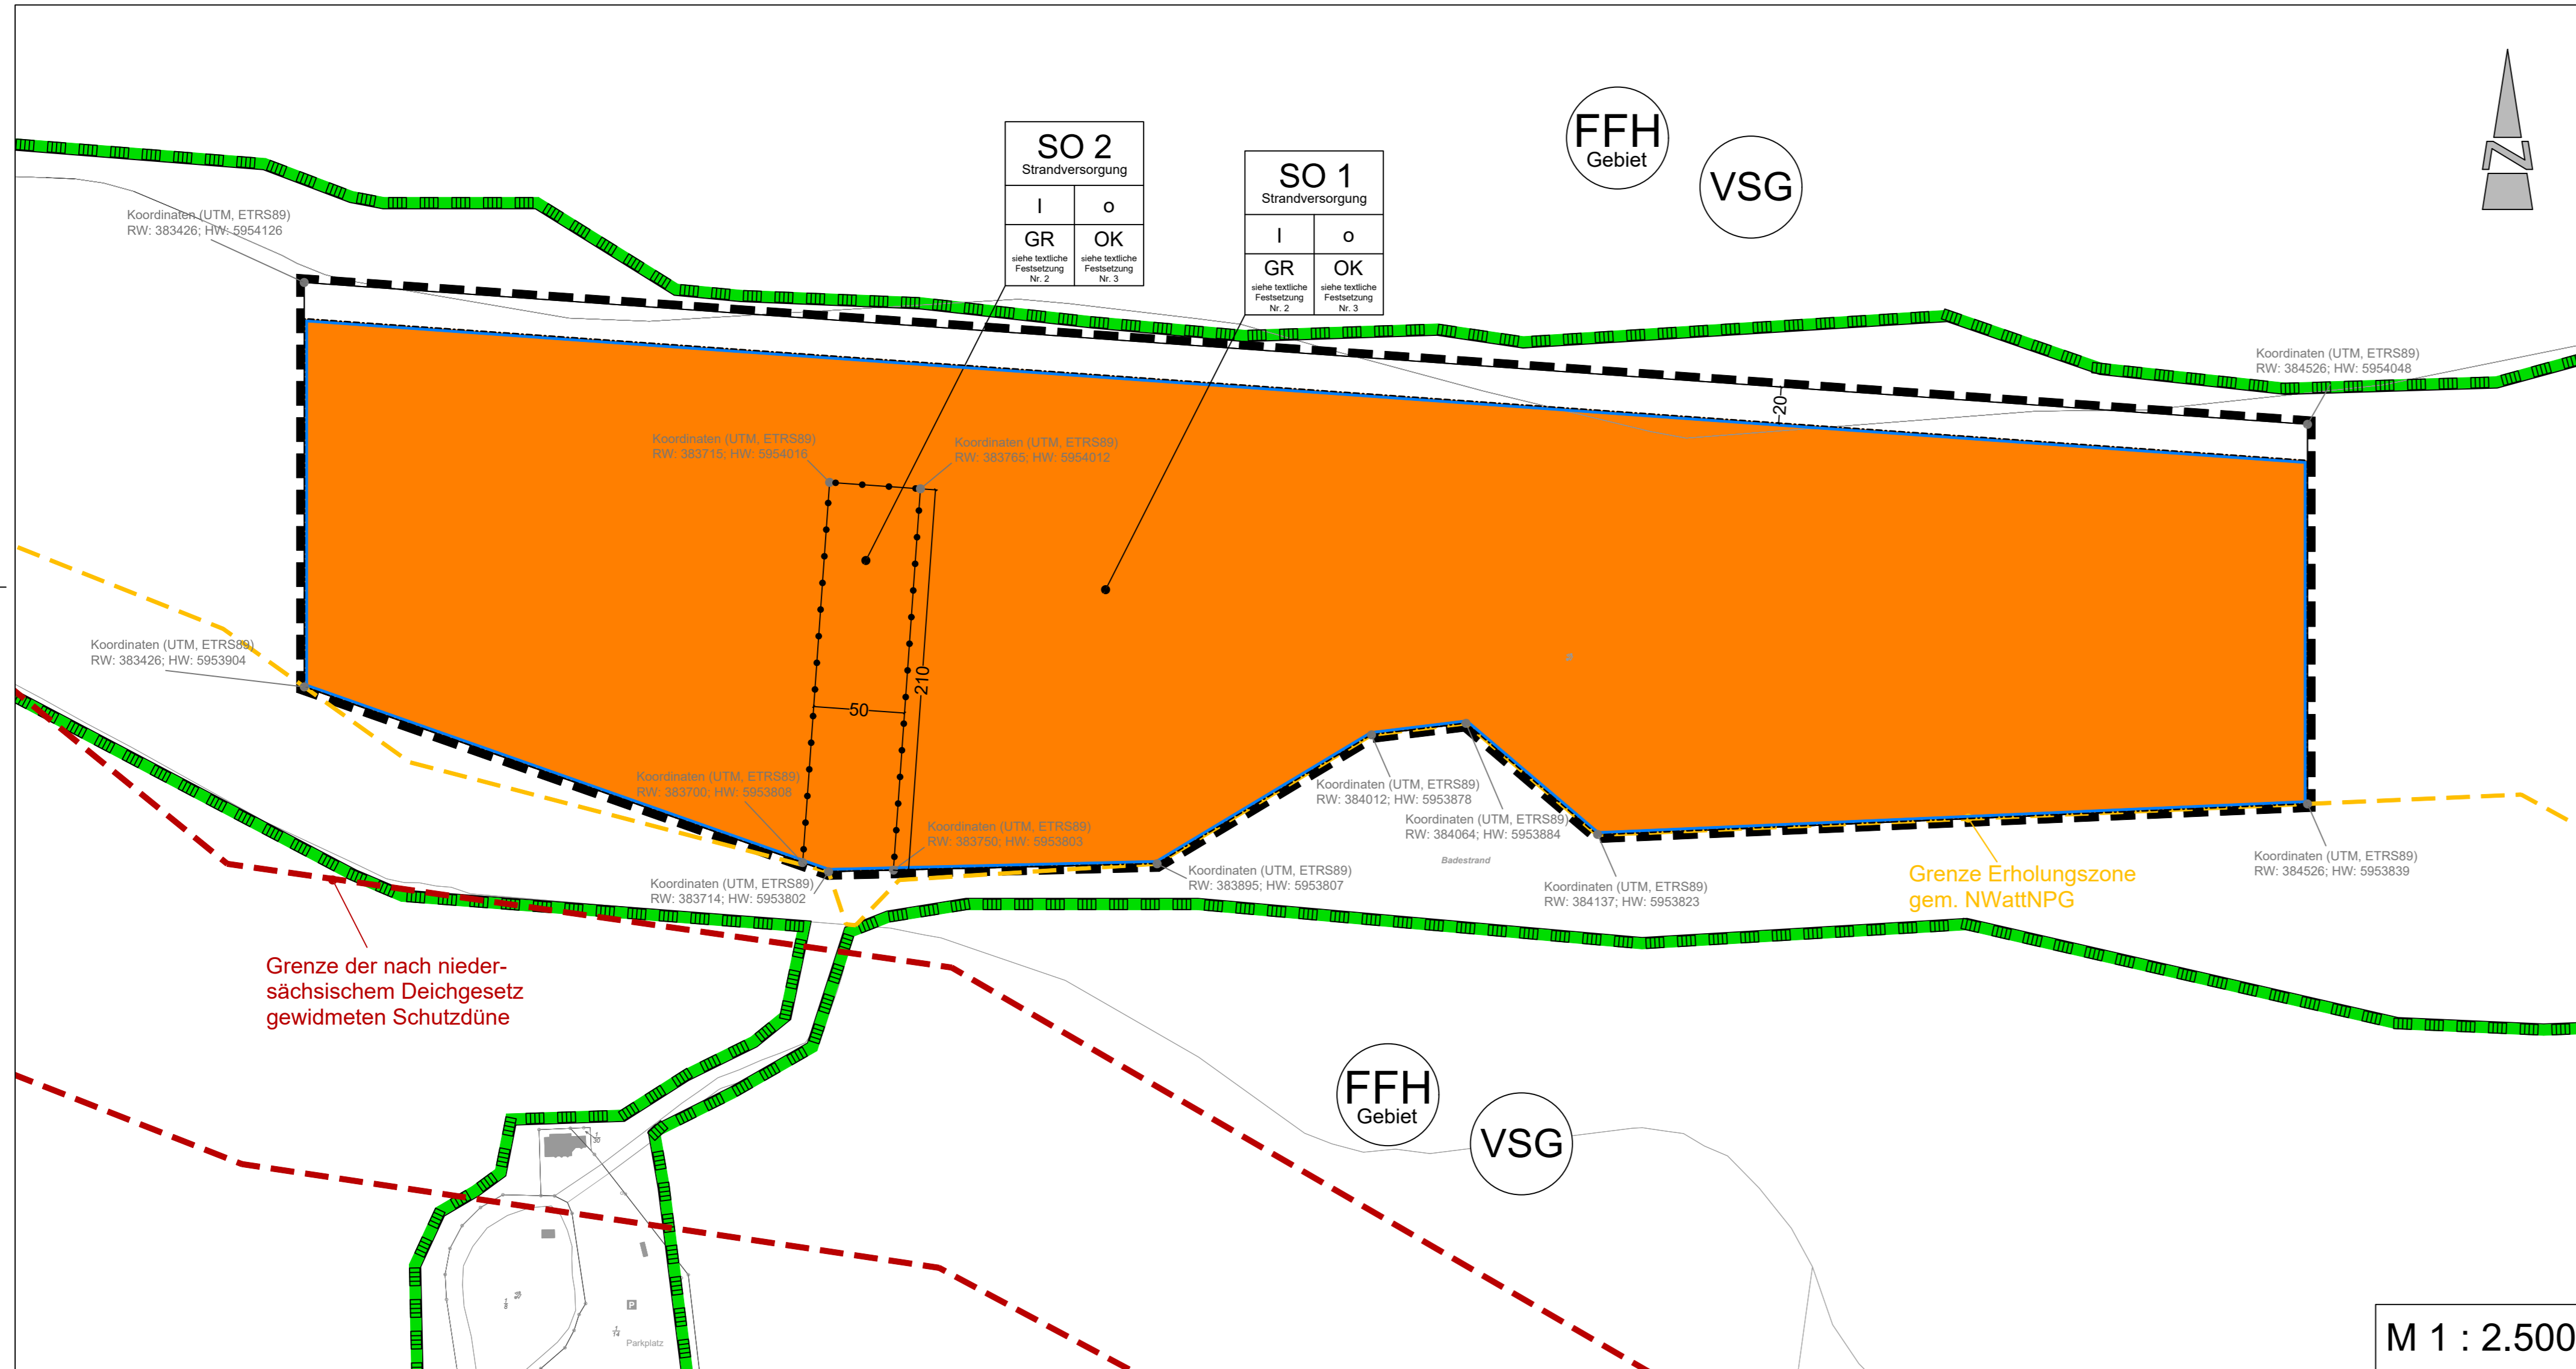 FFH
Gebiet
VSG
SO 2
Strandversorgung
I o
GR OK
siehe textliche siehe textliche
Festsetzung Festsetzung
Nr. 2 Nr. 3
SO 1
Strandversorgung
I o
GR OK
siehe textliche siehe textliche
Festsetzung Festsetzung
Nr. 2 Nr. 3
N
Koordinaten (UTM, ETRS89)
RW: 383426; HW: 5954126
Koordinaten (UTM, ETRS89)
RW: 384526; HW: 5954048
20
Koordinaten (UTM, ETRS89)
RW: 383715; HW: 5954016
Koordinaten (UTM, ETRS89)
RW: 383765; HW: 5954012
Koordinaten (UTM, ETRS89)
RW: 383426; HW: 5953904
210
50
Koordinaten (UTM, ETRS89)
RW: 383700; HW: 5953808
Koordinaten (UTM, ETRS89)
RW: 383750; HW: 5953803
Koordinaten (UTM, ETRS89)
RW: 384012; HW: 5953878
Koordinaten (UTM, ETRS89)
RW: 384064; HW: 5953884
Badestrand
Koordinaten (UTM, ETRS89)
RW: 383714; HW: 5953802
Koordinaten (UTM, ETRS89)
RW: 383895; HW: 5953807
Koordinaten (UTM, ETRS89)
RW: 384137; HW: 5953823
Grenze Erholungszone
gem. NWattNPG
Koordinaten (UTM, ETRS89)
RW: 384526; HW: 5953839
Grenze der nach nieder-
sächsischem Deichgesetz
gewidmeten Schutzdüne
FFH
Gebiet
VSG
P
Parkplatz
M 1 : 2.500